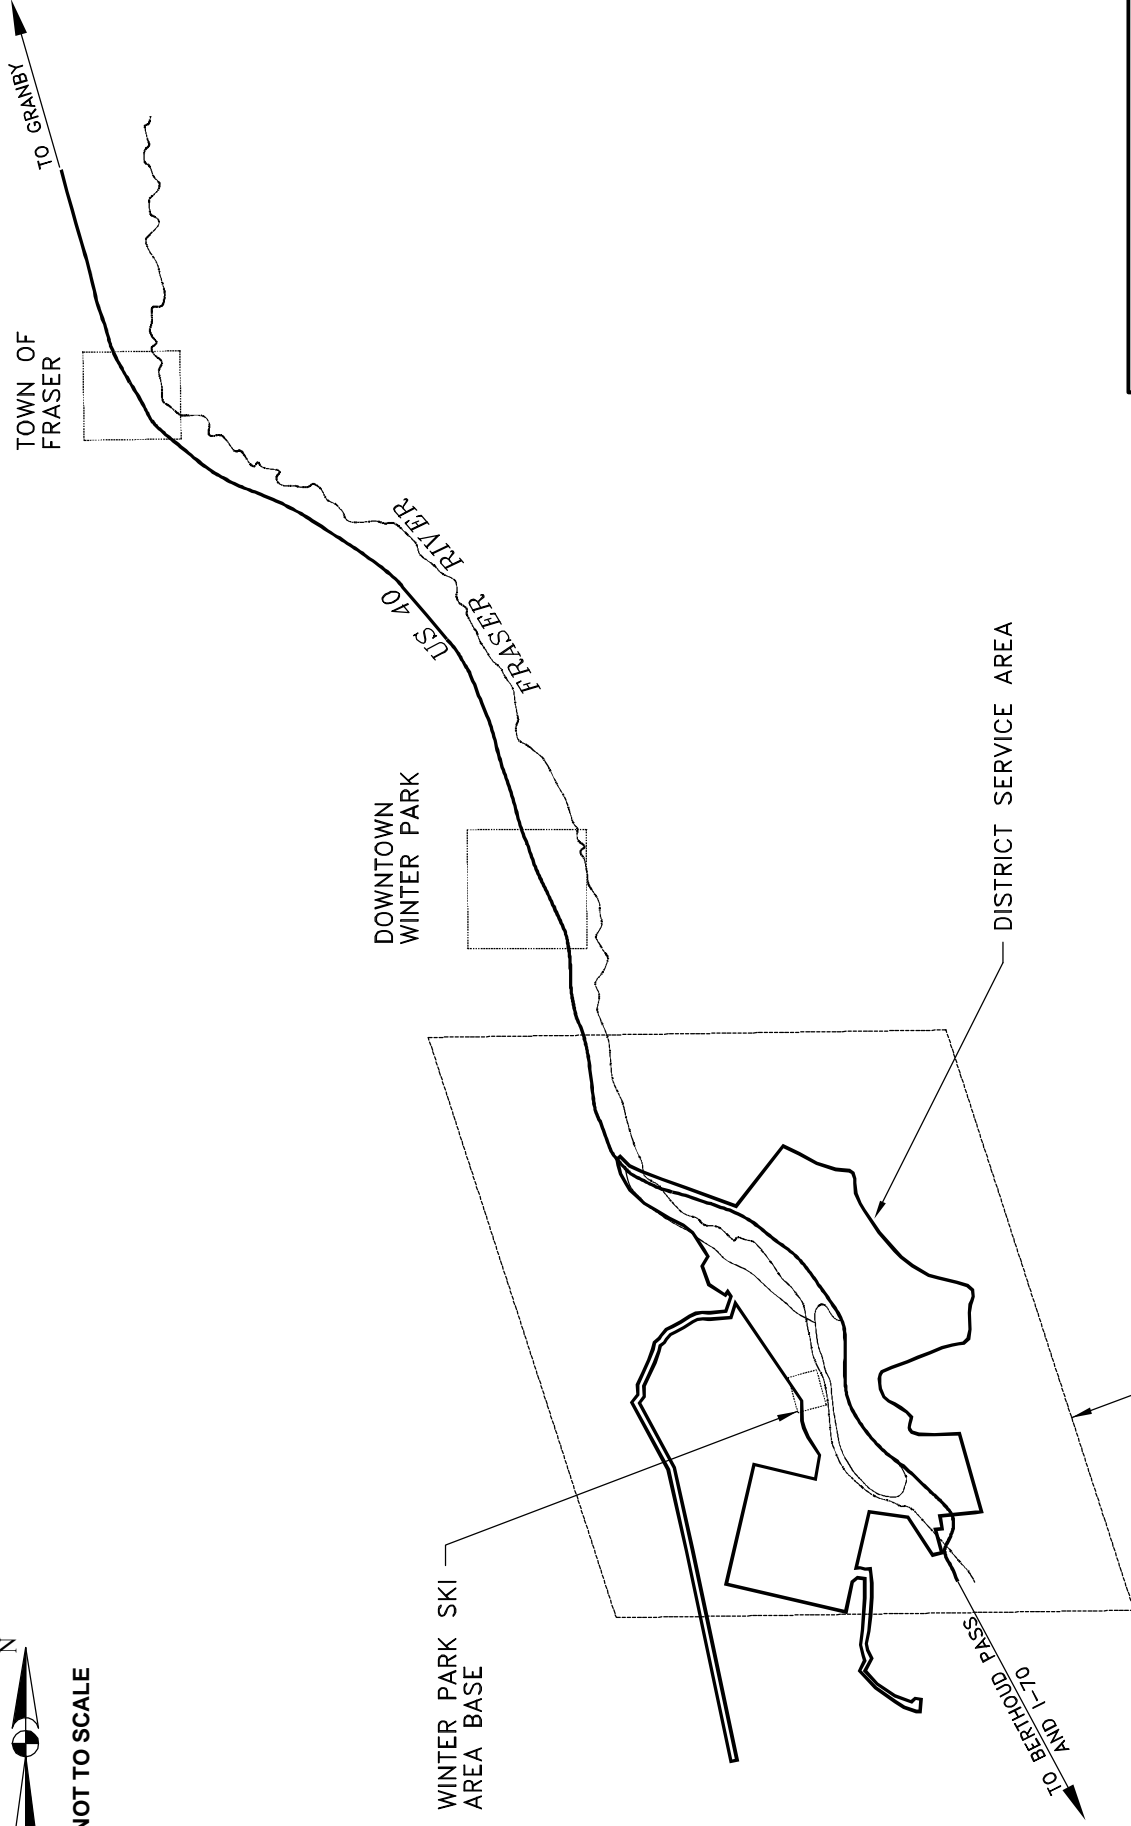 TO GRANBY
TOWN OF
FRASER
US 40
FRASER RIVER
DOWNTOWN
WINTER PARK
DISTRICT SERVICE AREA
WINTER PARK SKI
AREA BASE
TO BERTHOUD PASS
AND I-70
N
NOT TO SCALE